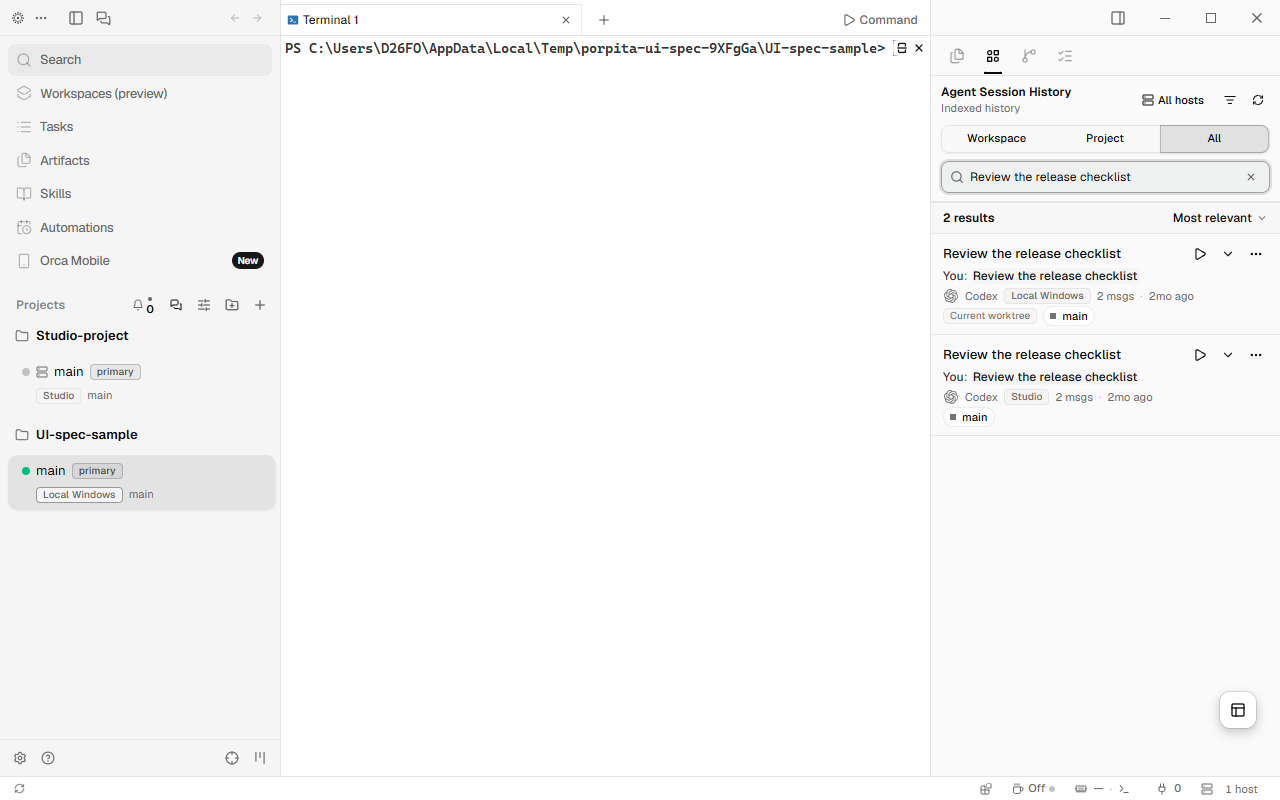 Search
Workspaces (preview)
Tasks
Artifacts
Skills
Automations
Orca Mobile
New
Projects
0
Studio-project
main primary
Studio main
UI-spec-sample
main primary
Local Windows main
Terminal 1
Command
PS C:\Users\D26FO\AppData\Local\Temp\porpita-ui-spec-9XFgGa\UI-spec-sample>
Agent Session History
Indexed history
All hosts
Workspace Project All
Review the release checklist
2 results
Most relevant
Review the release checklist
You: Review the release checklist
Codex Local Windows 2 msgs · 2mo ago
Current worktree main
Review the release checklist
You: Review the release checklist
Codex Studio 2 msgs · 2mo ago
main
Off
0
1 host